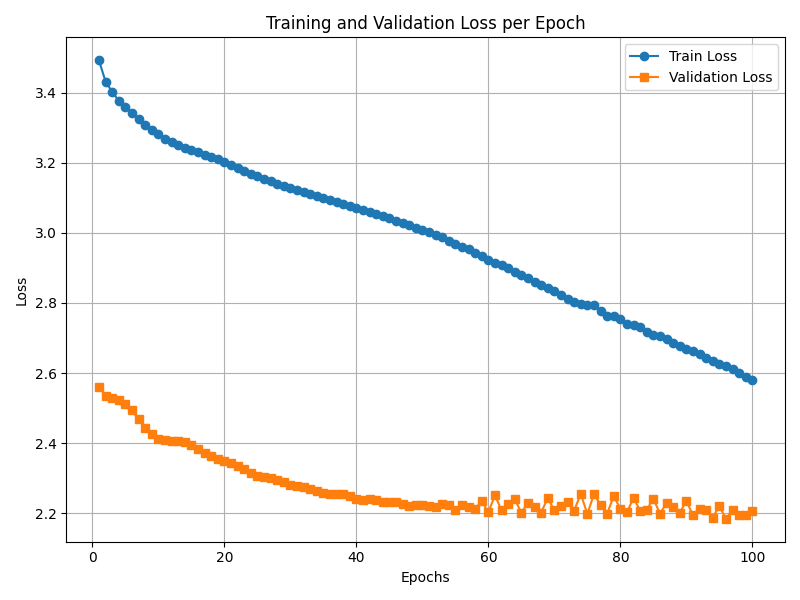 Training and Validation Loss per Epoch
Train Loss
Validation Loss
3.4
3.2
3.0
2.8
2.6
2.4
2.2
Loss
0 20 40 60 80 100
Epochs